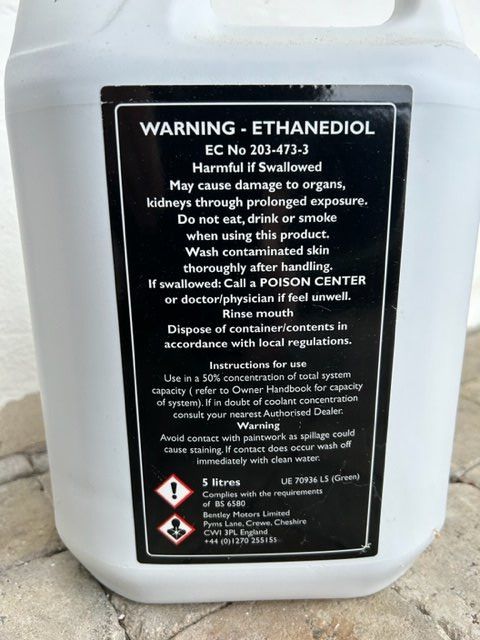 WARNING - ETHANEDIOL
EC No 203-473-3
Harmful if Swallowed
May cause damage to organs,
kidneys through prolonged exposure.
Do not eat, drink or smoke
when using this product.
Wash contaminated skin
thoroughly after handling.
If swallowed: Call a POISON CENTER
or doctor/physician if feel unwell.
Rinse mouth
Dispose of container/contents in
accordance with local regulations.
Instructions for use
Use in a 50% concentration of total system
capacity ( refer to Owner Handbook for capacity
of system). If in doubt of coolant concentration
consult your nearest Authorised Dealer.
Warning
Avoid contact with paintwork as spillage could
cause staining. If contact does occur wash off
immediately with clean water.
5 litres UE 70936 LS (Green)
Complies with the requirements
of BS 6580
Bentley Motors Limited
Pyms Lane, Crewe, Cheshire
CW1 3PL England
+44 (0)1270 255155